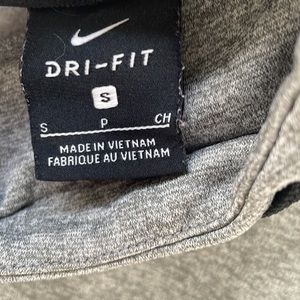 DRI-FIT
S
S P CH
MADE IN VIETNAM
FABRIQUE AU VIETNAM